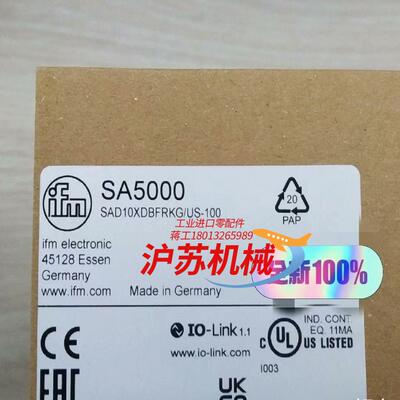 ifm
SA5000
SAD10XDBFRKG/US-100
20
PAP
ifm electronic
45128 Essen
Germany
www.ifm.com
Made in Germany
工业进口零配件
蒋工18013265989
沪苏机械
全新100%
CE
IO-Link 1.1
www.io-link.com
C UL US LISTED
IND. CONT.
EQ. 11MA
I003
EAC
UK